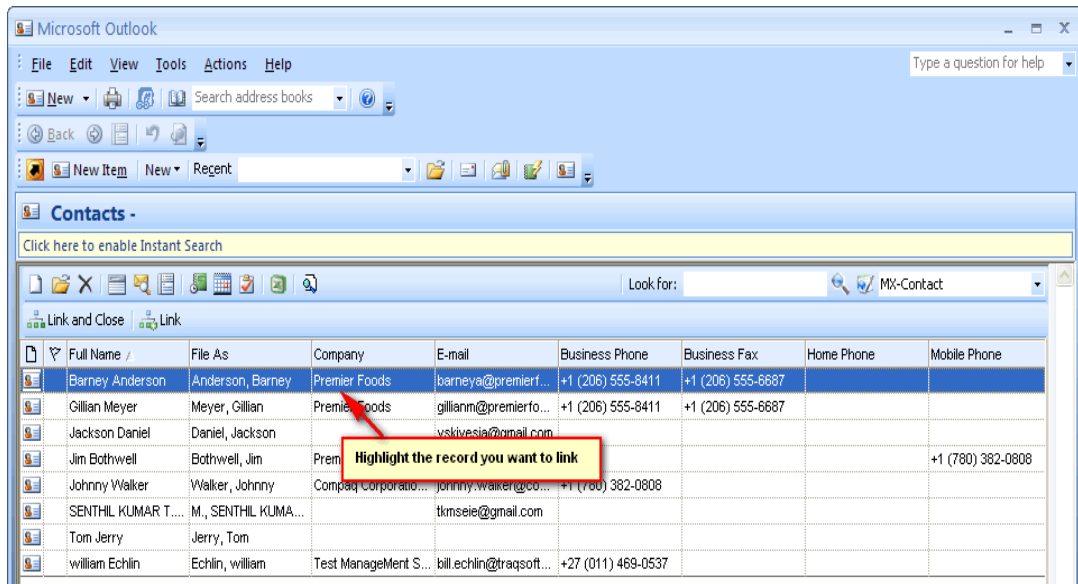 Microsoft Outlook
File Edit View Tools Actions Help Type a question for help
New Search address books
Back
New Item New Recent
Contacts -
Click here to enable Instant Search
Look for: MX-Contact
Link and Close Link
Full Name File As Company E-mail Business Phone Business Fax Home Phone Mobile Phone
Barney Anderson Anderson, Barney Premier Foods barneya@premierf... +1 (206) 555-8411 +1 (206) 555-6687
Gillian Meyer Meyer, Gillian Premier Foods gillianm@premierfo... +1 (206) 555-8411 +1 (206) 555-6687
Jackson Daniel Daniel, Jackson vskivesia@gmail.com
Jim Bothwell Bothwell, Jim Prem +1 (780) 382-0808
Highlight the record you want to link
Johnny Walker Walker, Johnny Compaq Corporatio... johnny.walker@co... +1 (780) 382-0808
SENTHIL KUMAR T.... M., SENTHIL KUMA... tkmseie@gmail.com
Tom Jerry Jerry, Tom
william Echlin Echlin, william Test ManageMent S... bill.echlin@traqsoft... +27 (011) 469-0537